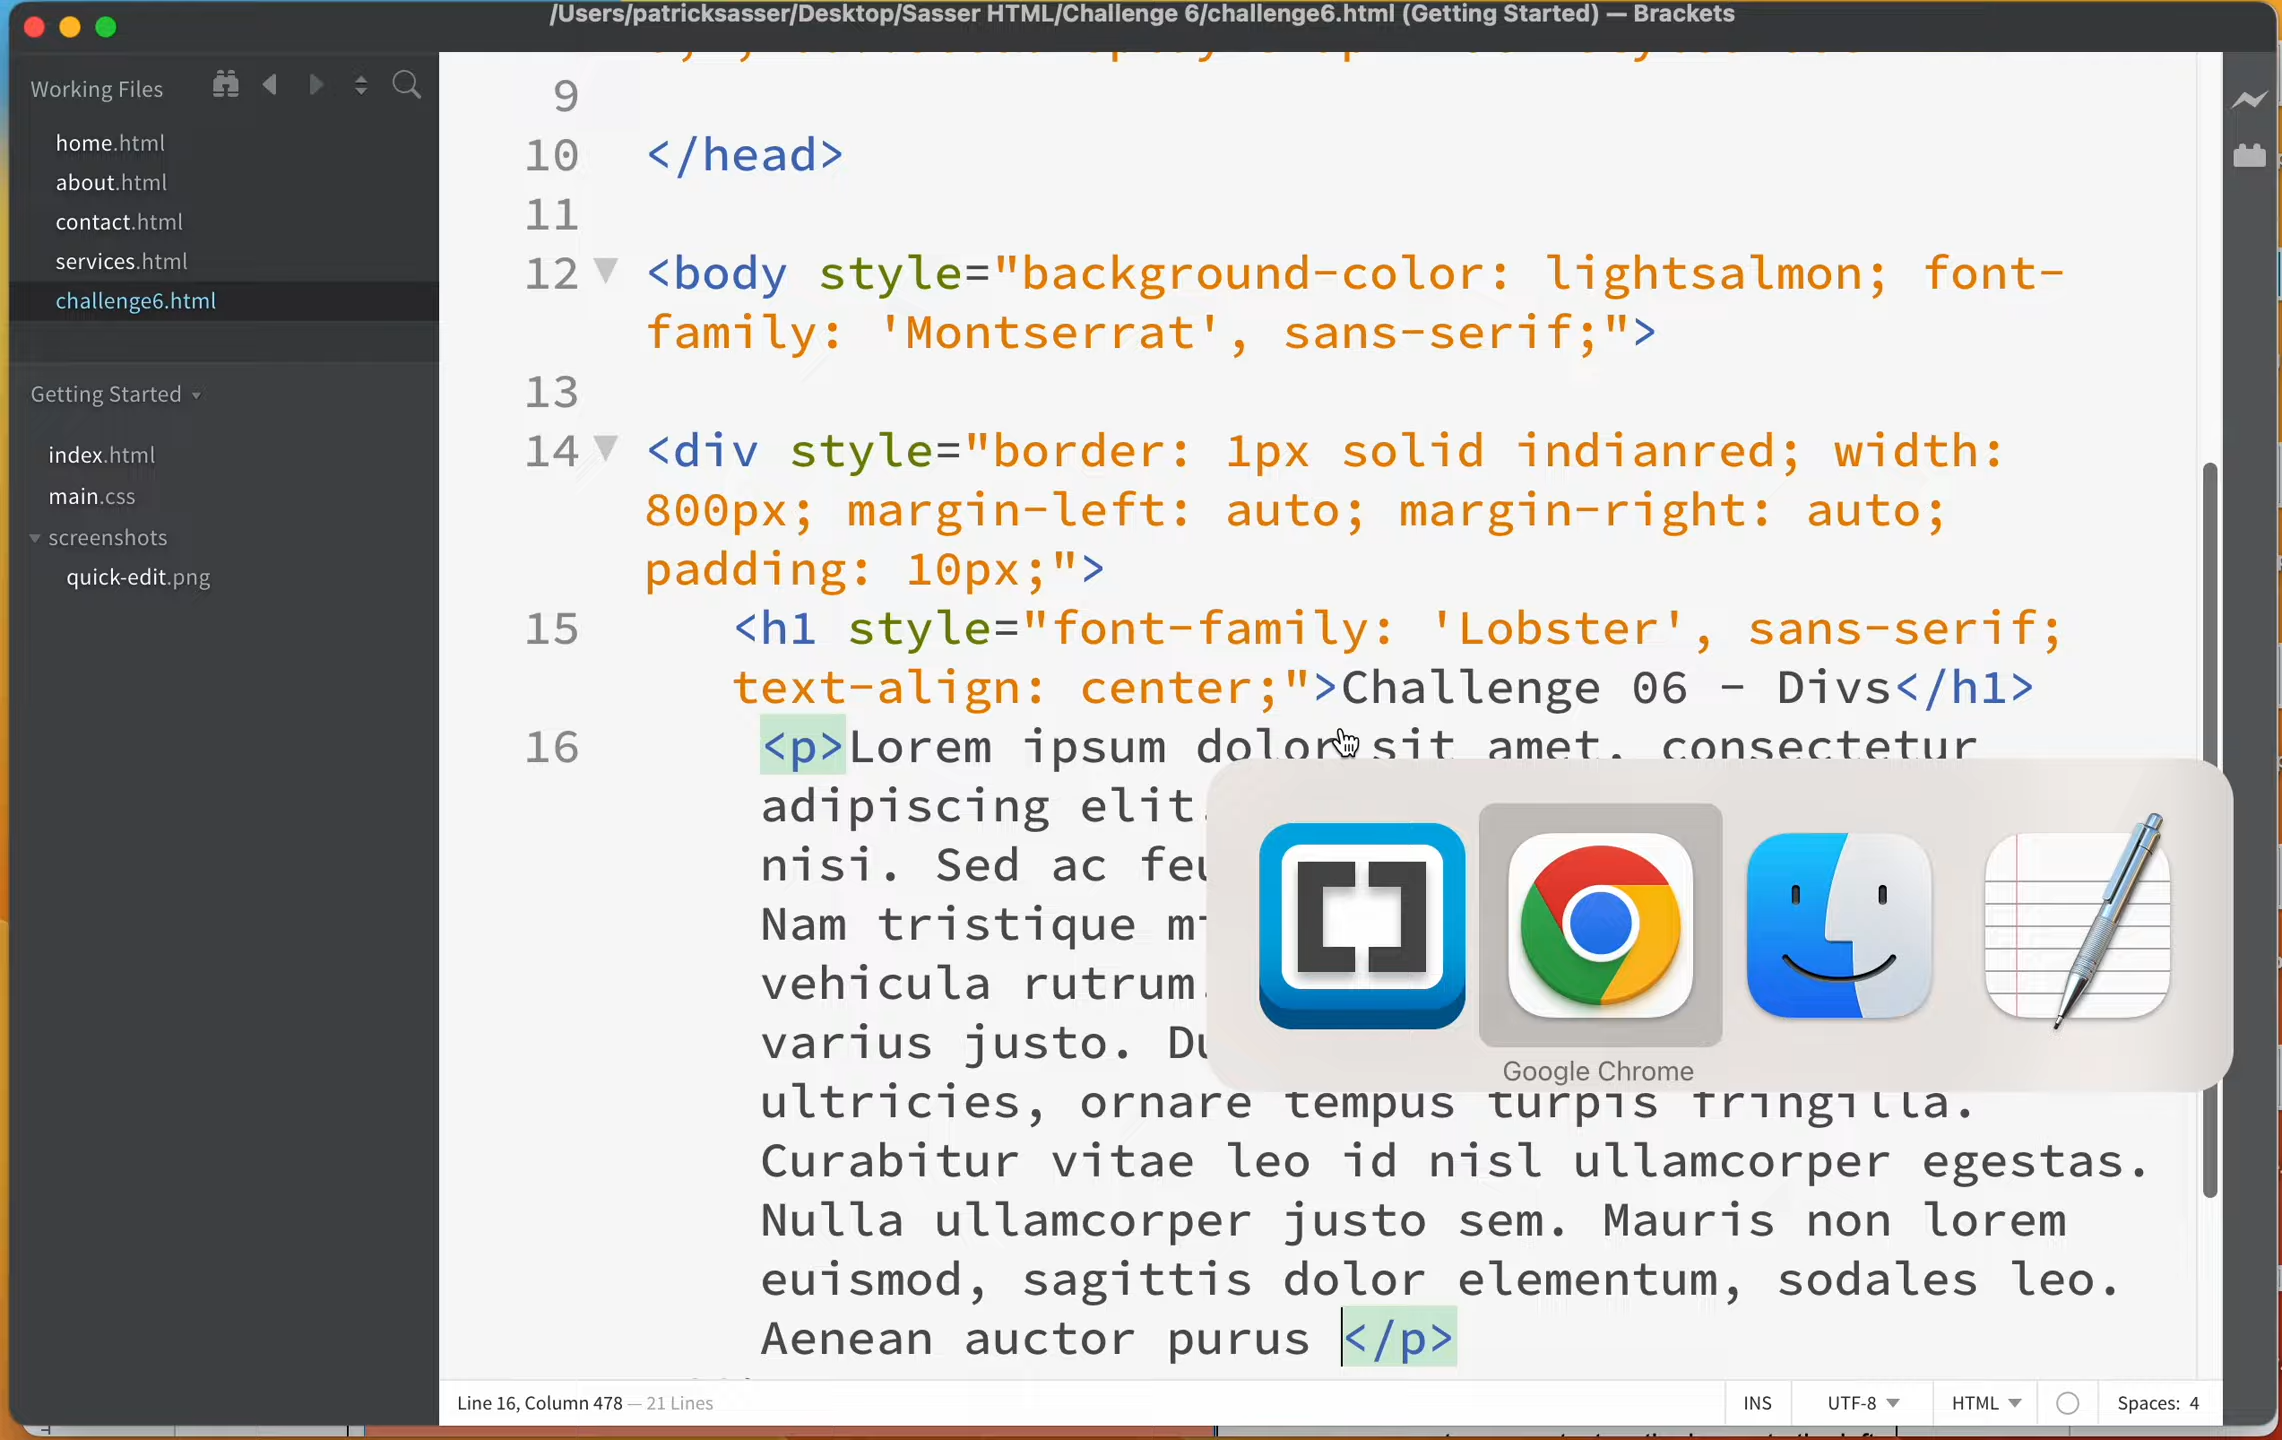 /Users/patricksasser/Desktop/Sasser HTML/Challenge 6/challenge6.html (Getting Started) — Brackets
Working Files
home.html
about.html
contact.html
services.html
challenge6.html
Getting Started
index.html
main.css
screenshots
quick-edit.png
9
10 </head>
11
12 <body style="background-color: lightsalmon; font-
family: 'Montserrat', sans-serif;">
13
14 <div style="border: 1px solid indianred; width:
800px; margin-left: auto; margin-right: auto;
padding: 10px;">
15 <h1 style="font-family: 'Lobster', sans-serif;
text-align: center;">Challenge 06 - Divs</h1>
16 <p>Lorem ipsum dolor sit amet, consectetur
adipiscing elit.
nisi. Sed ac
Nam tristique
vehicula rutrum.
varius justo.
ultricies, ornare tempus turpis fringilla.
Curabitur vitae leo id nisl ullamcorper egestas.
Nulla ullamcorper justo sem. Mauris non lorem
euismod, sagittis dolor elementum, sodales leo.
Aenean auctor purus </p>
Google Chrome
Line 16, Column 478 — 21 Lines
INS
UTF-8
HTML
Spaces: 4